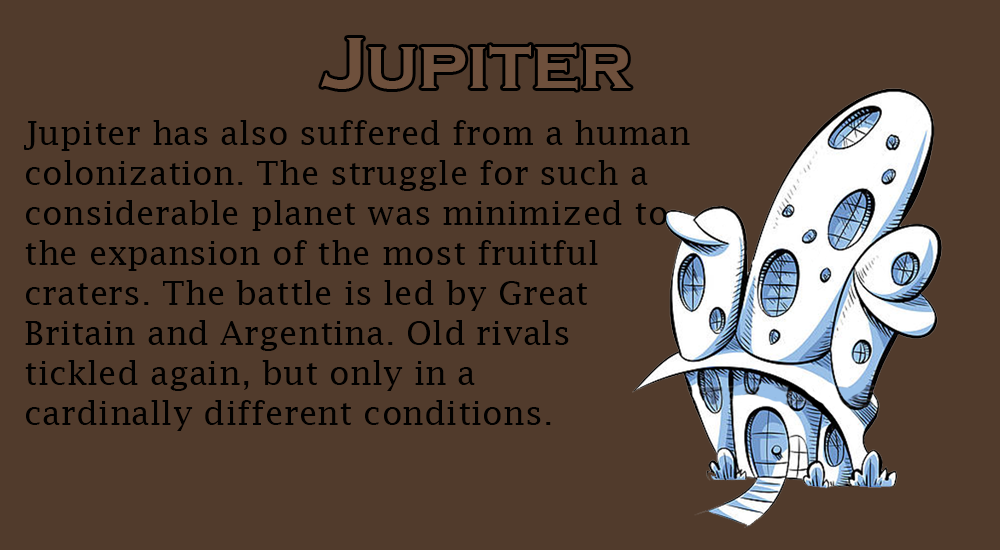 Jupiter
Jupiter has also suffered from a human
colonization. The struggle for such a
considerable planet was minimized to
the expansion of the most fruitful
craters. The battle is led by Great
Britain and Argentina. Old rivals
tickled again, but only in a
cardinally different conditions.